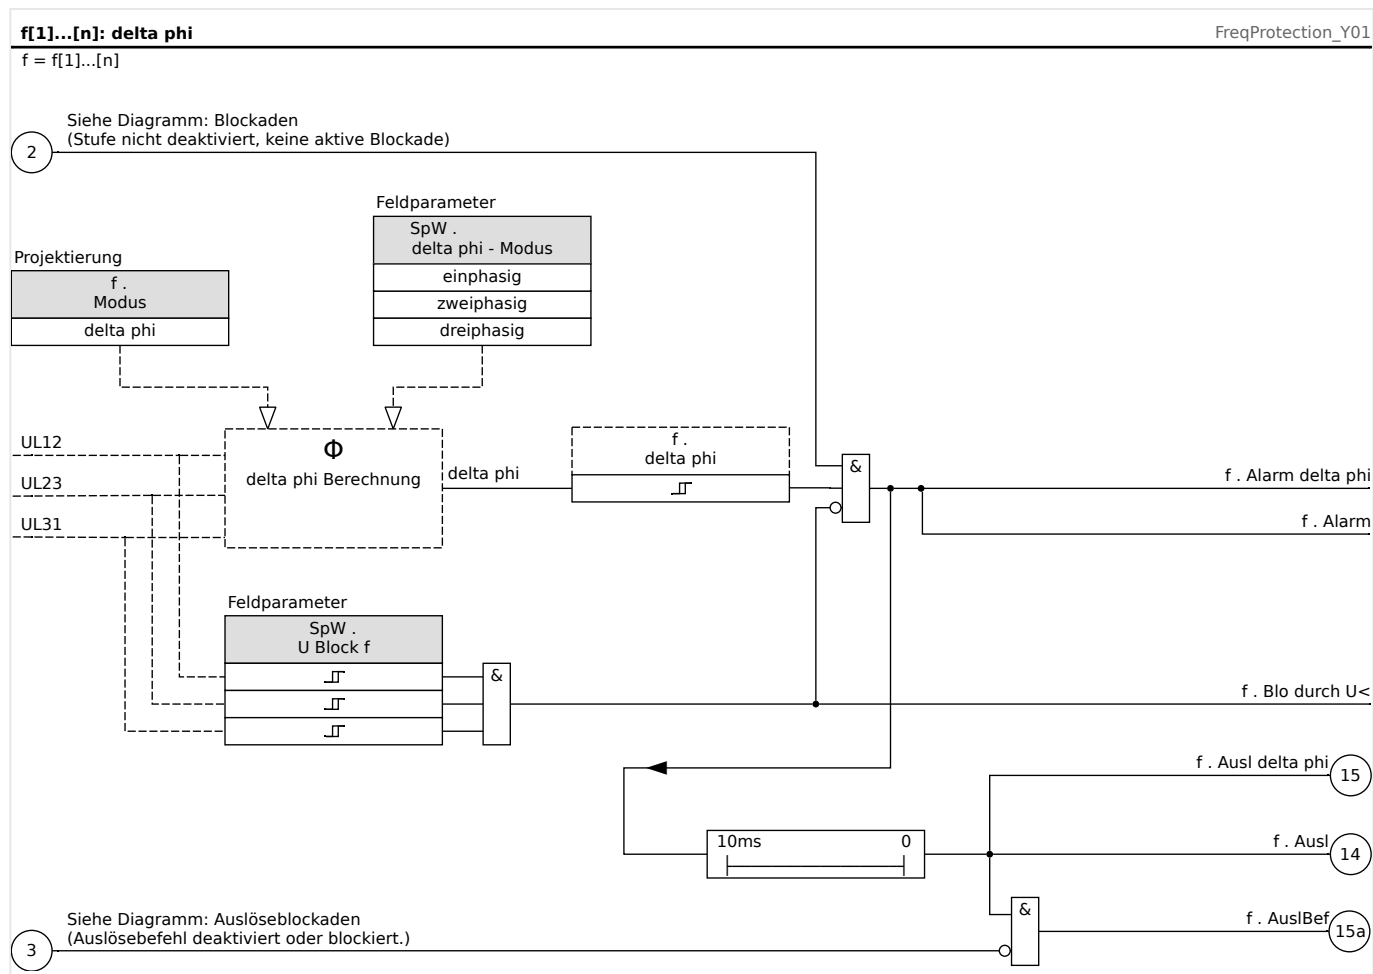 f[1]...[n]: delta phi
FreqProtection_Y01
f = f[1]...[n]
Siehe Diagramm: Blockaden
(Stufe nicht deaktiviert, keine aktive Blockade)
2
Feldparameter
SpW .
delta phi - Modus
einphasig
zweiphasig
dreiphasig
Projektierung
f .
Modus
delta phi
UL12
UL23
UL31
Φ
delta phi Berechnung
delta phi
f .
delta phi
&
f . Alarm delta phi
f . Alarm
Feldparameter
SpW .
U Block f
&
f . Blo durch U<
f . Ausl delta phi
15
10ms 0
f . Ausl
14
Siehe Diagramm: Auslöseblockaden
(Auslösebefehl deaktiviert oder blockiert.)
3
&
f . AuslBef
15a